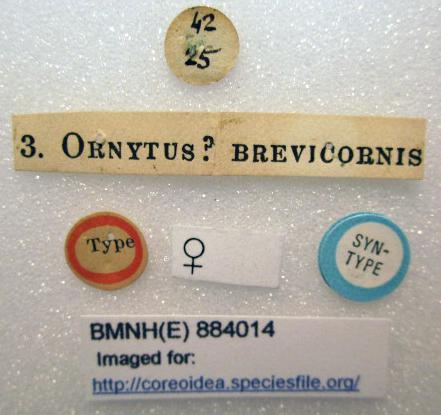 42
25
3. ORNYTUS? BREVICORNIS
Type
♀
SYN-
TYPE
BMNH(E) 884014
Imaged for:
http://coreoidea.speciesfile.org/